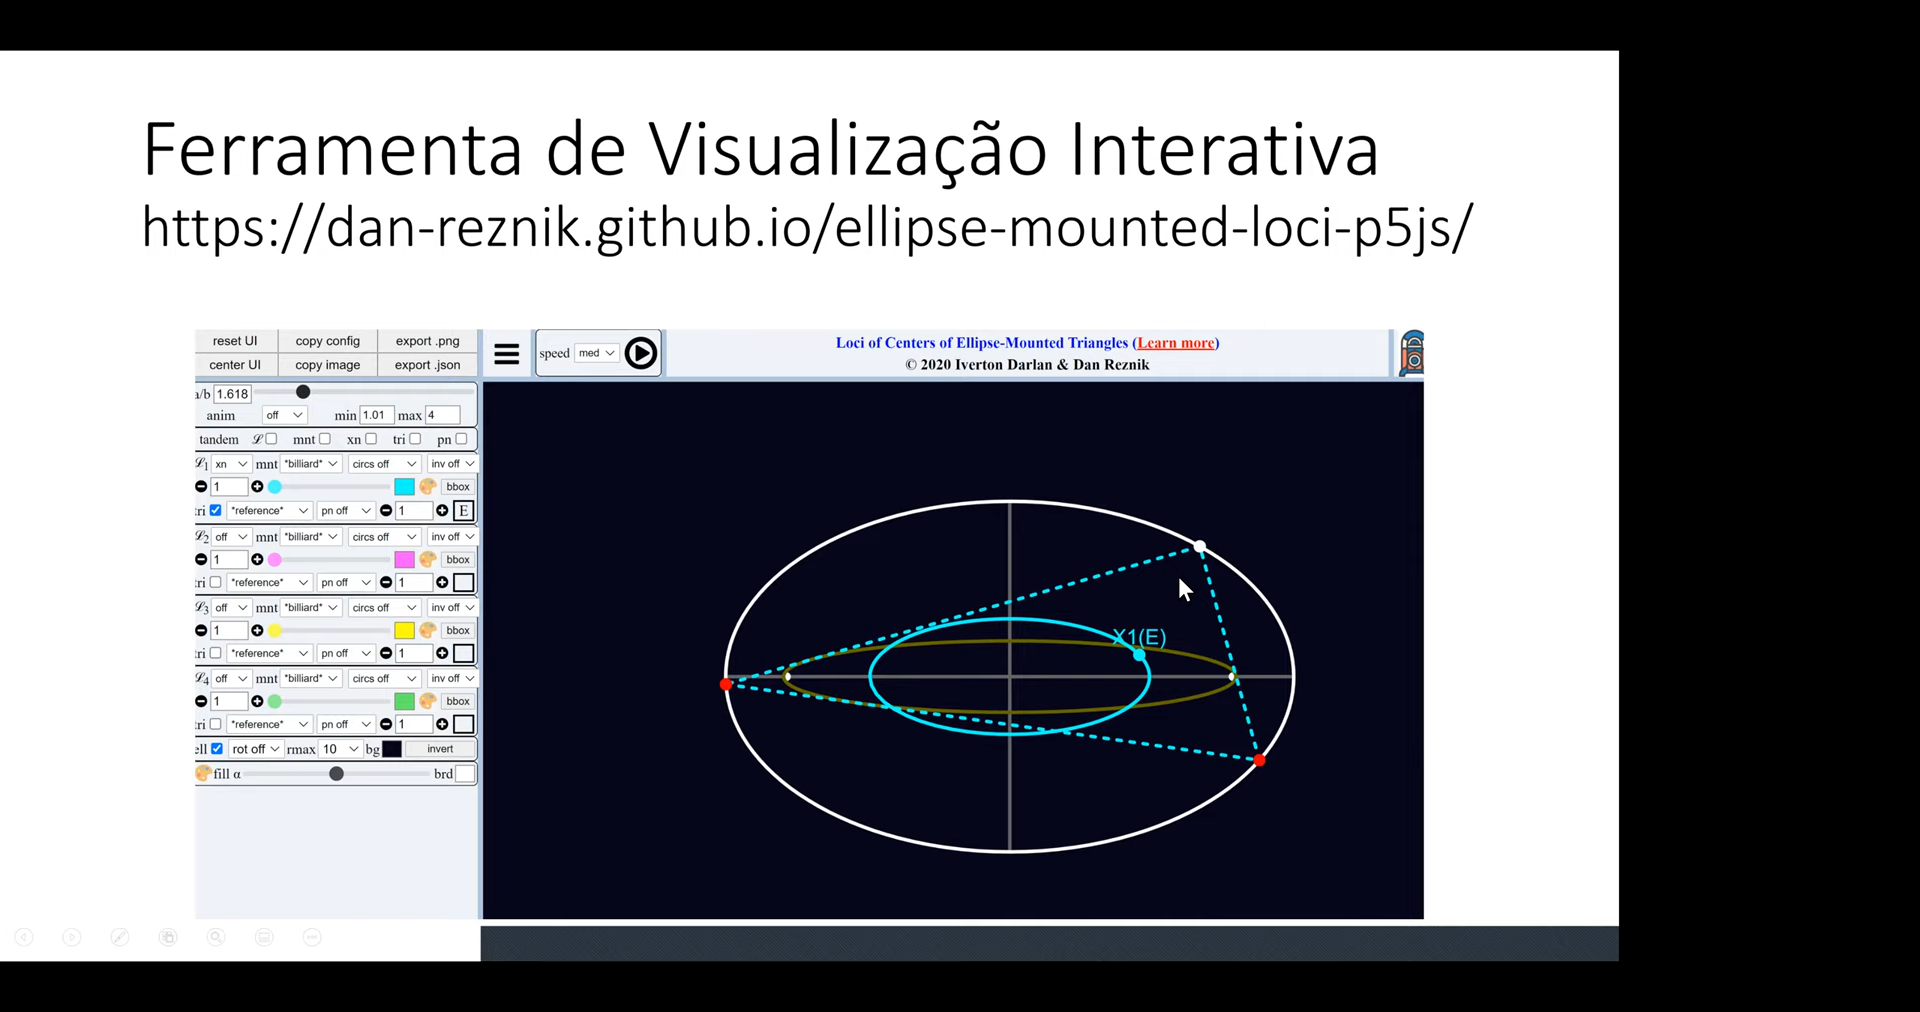 Ferramenta de Visualização Interativa
https://dan-reznik.github.io/ellipse-mounted-loci-p5js/
reset UI copy config export .png
center UI copy image export .json
speed med
Loci of Centers of Ellipse-Mounted Triangles (Learn more)
© 2020 Iverton Darlan & Dan Reznik
a/b 1.618
anim off min 1.01 max 4
tandem ℒ mnt xn tri pn
ℒ1 xn mnt *billiard* circs off inv off
1 bbox
tri *reference* pn off 1 E
ℒ2 off mnt *billiard* circs off inv off
1 bbox
tri *reference* pn off 1
ℒ3 off mnt *billiard* circs off inv off
1 bbox
tri *reference* pn off 1
ℒ4 off mnt *billiard* circs off inv off
1 bbox
tri *reference* pn off 1
ell rot off rmax 10 bg invert
fill α brd
X1(E)